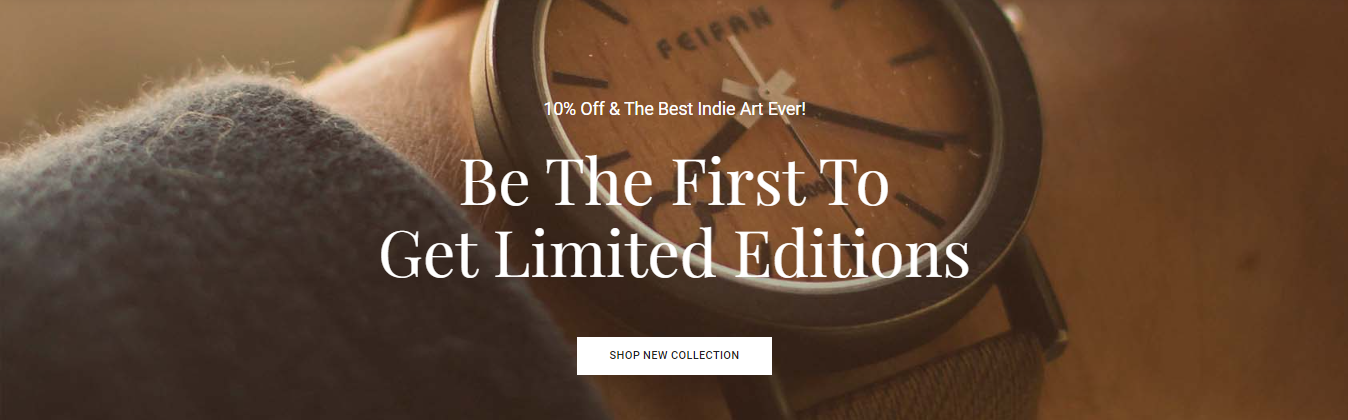 FEIFAN
10% Off & The Best Indie Art Ever!
Be The First To
Get Limited Editions
SHOP NEW COLLECTION